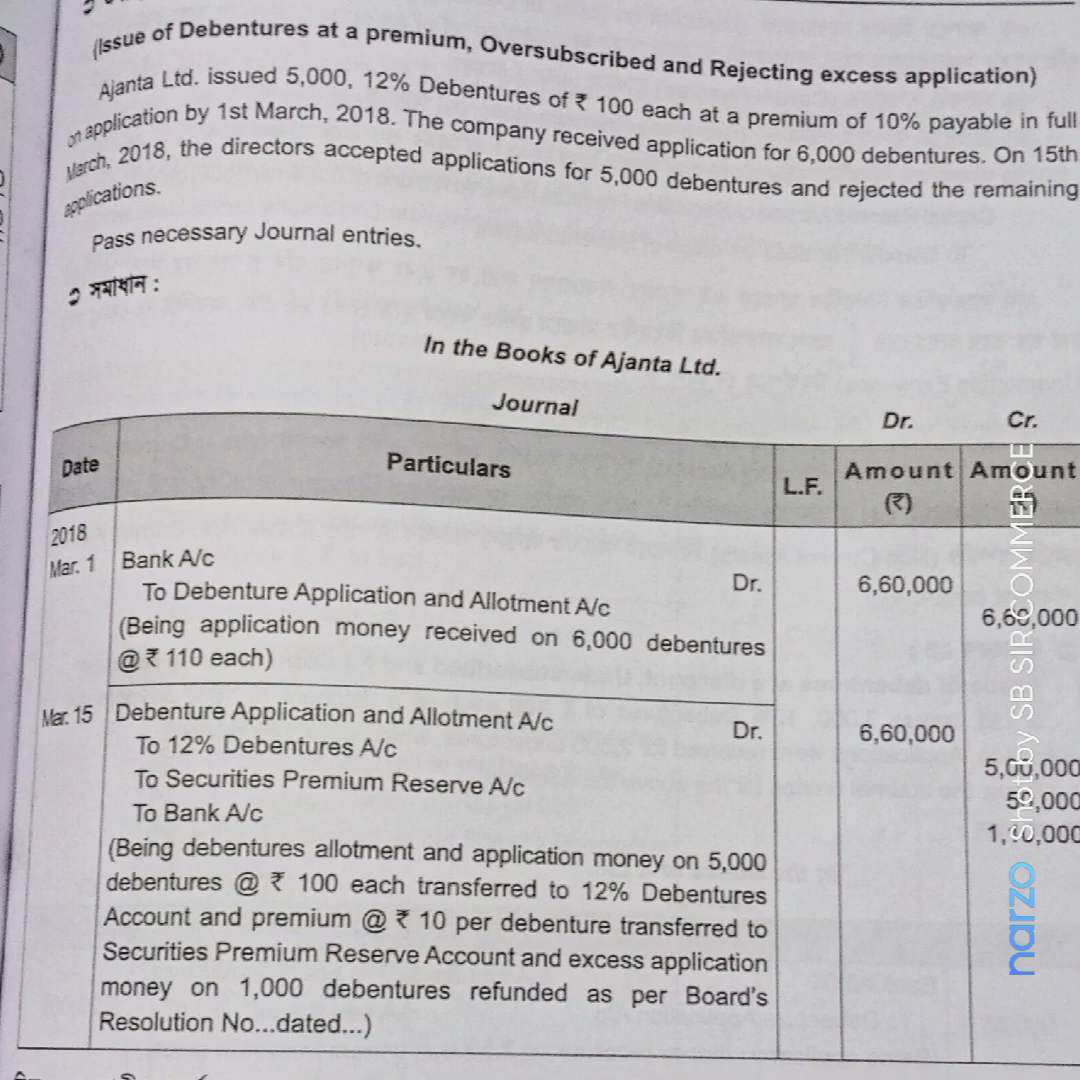 (Issue of Debentures at a premium, Oversubscribed and Rejecting excess application)
Ajanta Ltd. issued 5,000, 12% Debentures of ₹ 100 each at a premium of 10% payable in full
on application by 1st March, 2018. The company received application for 6,000 debentures. On 15th
March, 2018, the directors accepted applications for 5,000 debentures and rejected the remaining
applications.
Pass necessary Journal entries.
সমাধান :
In the Books of Ajanta Ltd.
Journal
Dr. Cr.
Date Particulars L.F. Amount (₹) Amount (₹)
2018
Mar. 1 Bank A/c Dr. 6,60,000
To Debenture Application and Allotment A/c 6,60,000
(Being application money received on 6,000 debentures
@ ₹ 110 each)
Mar. 15 Debenture Application and Allotment A/c Dr. 6,60,000
To 12% Debentures A/c 5,00,000
To Securities Premium Reserve A/c 50,000
To Bank A/c 1,10,000
(Being debentures allotment and application money on 5,000
debentures @ ₹ 100 each transferred to 12% Debentures
Account and premium @ ₹ 10 per debenture transferred to
Securities Premium Reserve Account and excess application
money on 1,000 debentures refunded as per Board's
Resolution No...dated...)
narzo Shot by SB SIR COMMERCE